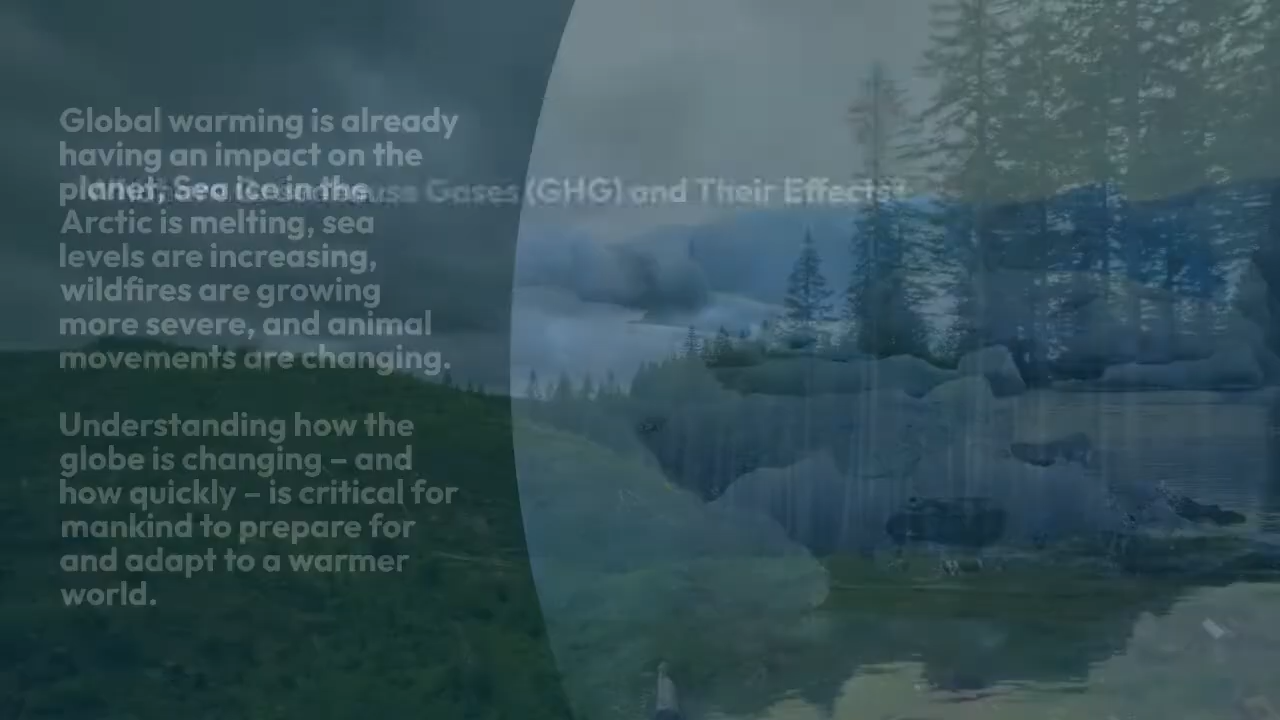 Global warming is already
having an impact on the
planet, Sea ice in the
Gases (GHG) and Their Effects
Arctic is melting, sea
levels are increasing,
wildfires are growing
more severe, and animal
movements are changing.
Understanding how the
globe is changing – and
how quickly – is critical for
mankind to prepare for
and adapt to a warmer
world.